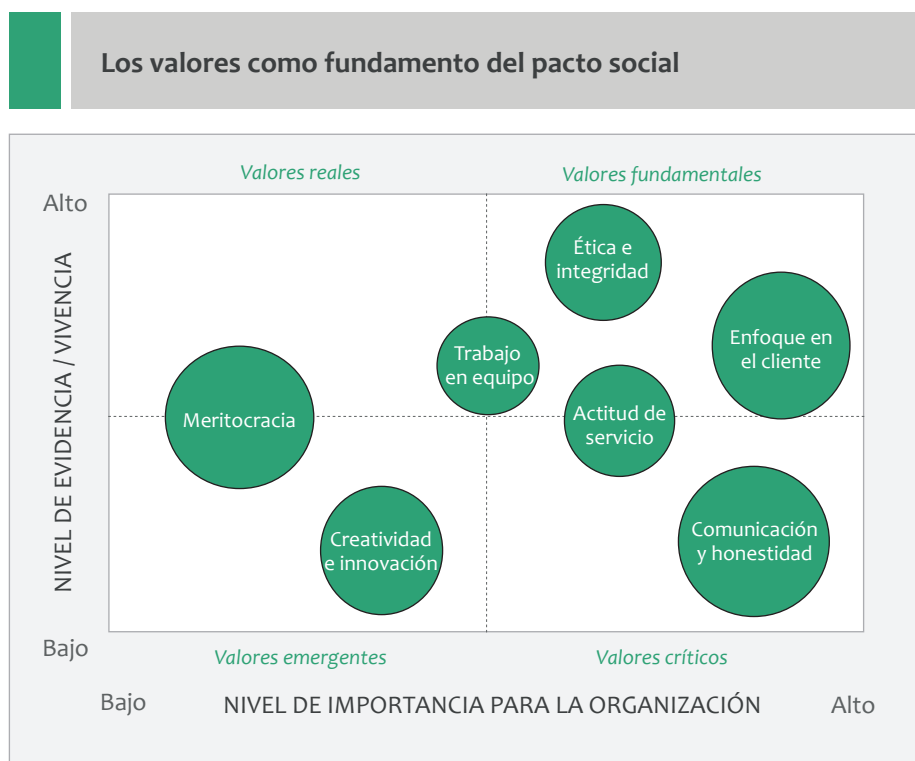 Los valores como fundamento del pacto social
Valores reales
Valores fundamentales
Alto
NIVEL DE EVIDENCIA / VIVENCIA
Ética e
integridad
Enfoque en
el cliente
Trabajo
en equipo
Meritocracia
Actitud de
servicio
Creatividad
e innovación
Comunicación
y honestidad
Bajo
Valores emergentes
Valores críticos
Bajo
NIVEL DE IMPORTANCIA PARA LA ORGANIZACIÓN
Alto